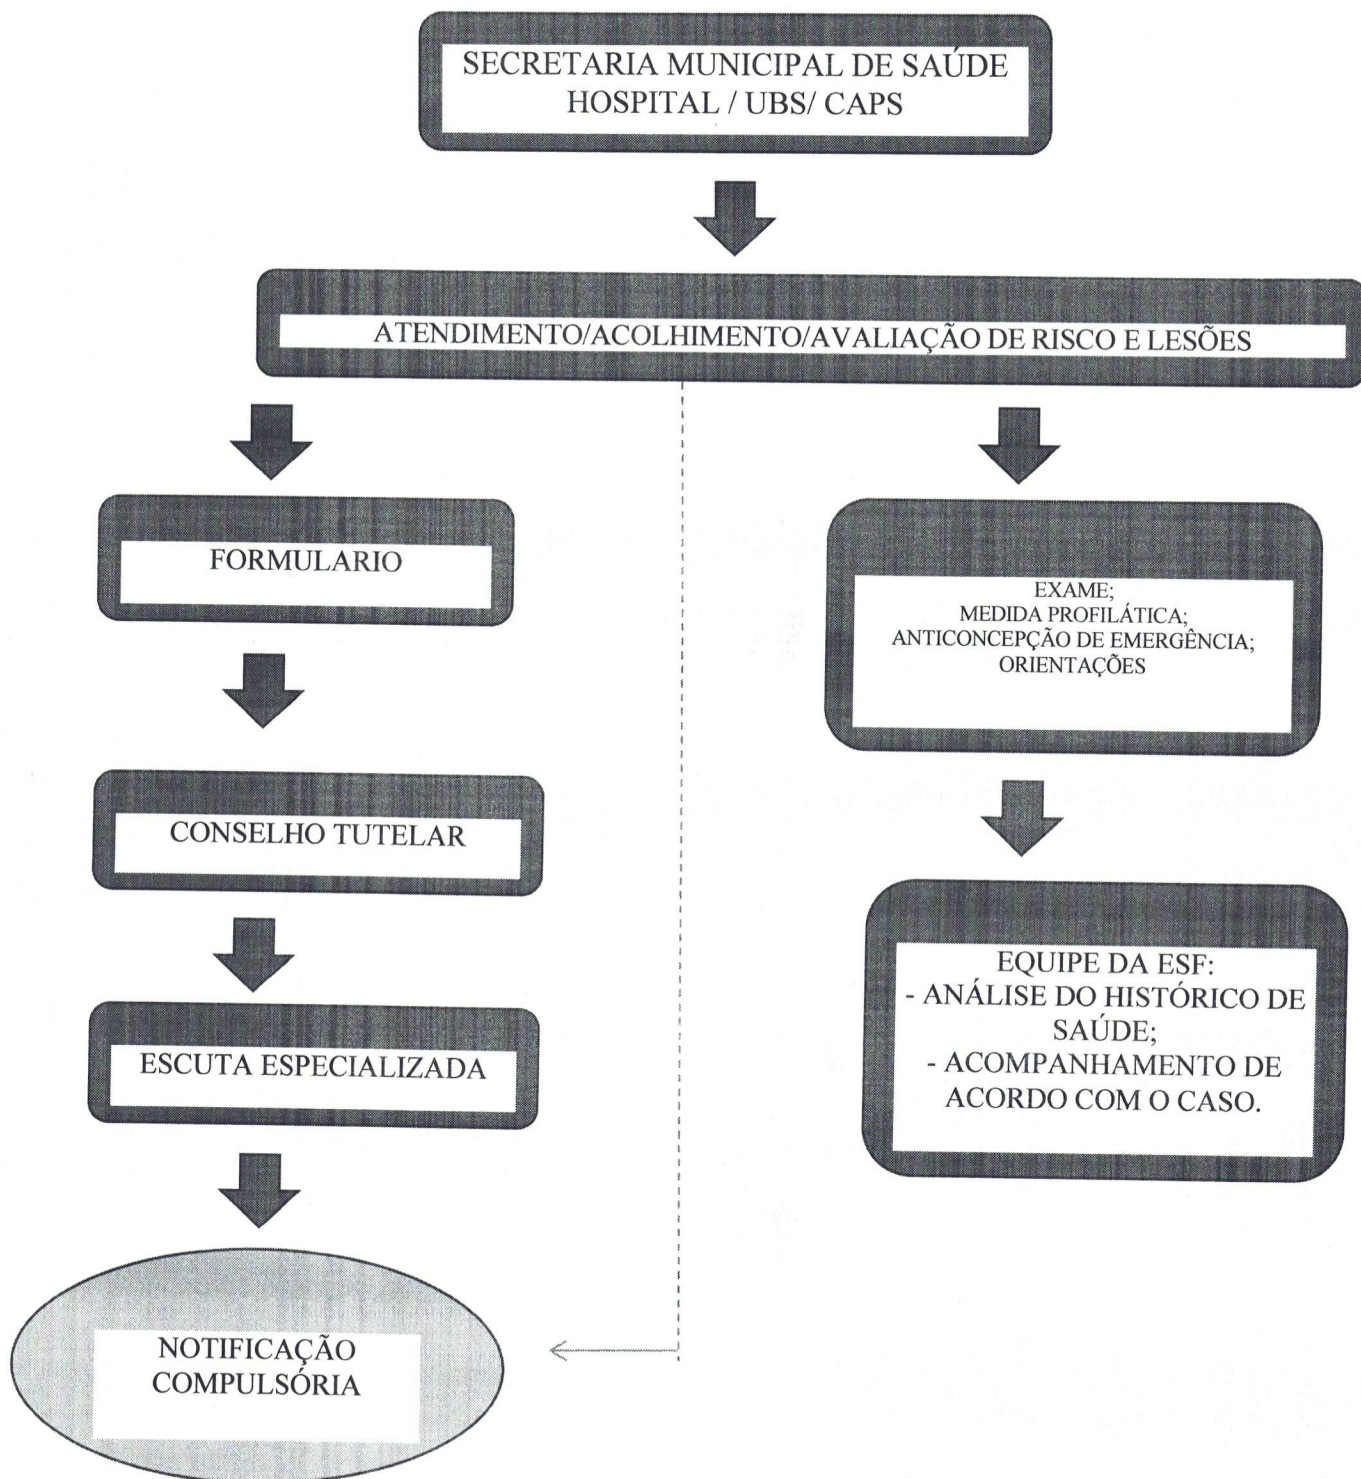 SECRETARIA MUNICIPAL DE SAÚDE
HOSPITAL / UBS/ CAPS
ATENDIMENTO/ACOLHIMENTO/AVALIAÇÃO DE RISCO E LESÕES
FORMULARIO
CONSELHO TUTELAR
ESCUTA ESPECIALIZADA
NOTIFICAÇÃO
COMPULSÓRIA
EXAME;
MEDIDA PROFILÁTICA;
ANTICONCEPÇÃO DE EMERGÊNCIA;
ORIENTAÇÕES
EQUIPE DA ESF:
- ANÁLISE DO HISTÓRICO DE
SAÚDE;
- ACOMPANHAMENTO DE
ACORDO COM O CASO.